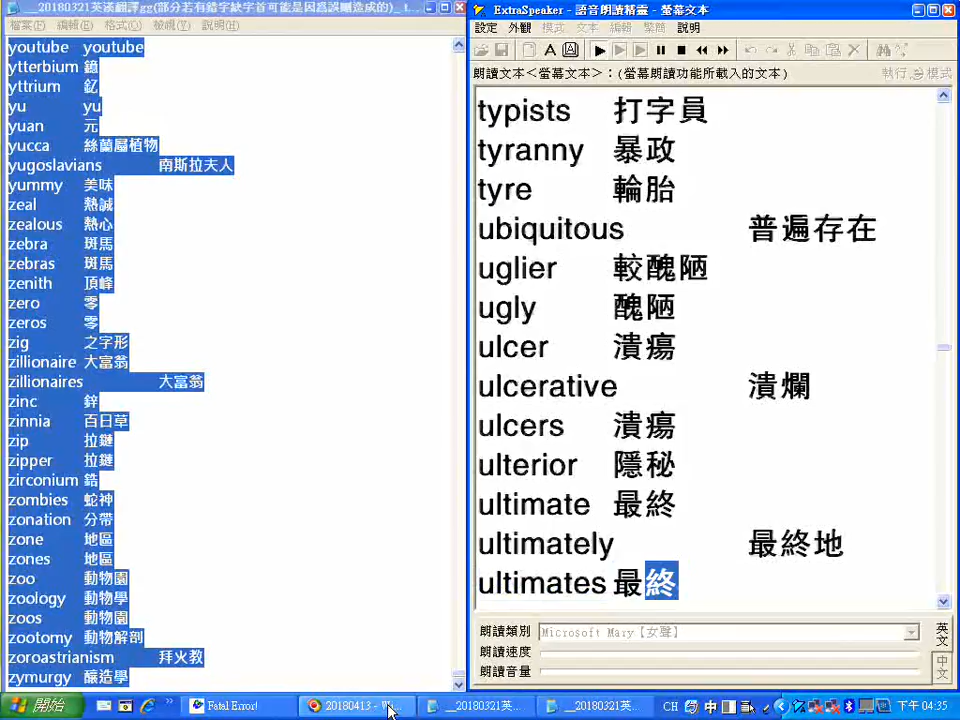 __20180321英漢翻譯gg(部分若有錯字缺字首可能是因爲誤刪造成的)_ t...
檔案(F) 編輯(E) 格式(O) 檢視(V) 說明(H)
youtube youtube
ytterbium 鐿
yttrium 釔
yu yu
yuan 元
yucca 絲蘭屬植物
yugoslavians 南斯拉夫人
yummy 美味
zeal 熱誠
zealous 熱心
zebra 斑馬
zebras 斑馬
zenith 頂峰
zero 零
zeros 零
zig 之字形
zillionaire 大富翁
zillionaires 大富翁
zinc 鋅
zinnia 百日草
zip 拉鏈
zipper 拉鏈
zirconium 鋯
zombies 蛇神
zonation 分帶
zone 地區
zones 地區
zoo 動物園
zoology 動物學
zoos 動物園
zootomy 動物解剖
zoroastrianism 拜火教
zymurgy 釀造學
ExtraSpeaker - 語音朗讀精靈 - 螢幕文本
設定 外觀 模式 文本 編輯 繁簡 說明
朗讀文本<螢幕文本>：(螢幕朗讀功能所載入的文本) 執行模式
typists 打字員
tyranny 暴政
tyre 輪胎
ubiquitous 普遍存在
uglier 較醜陋
ugly 醜陋
ulcer 潰瘍
ulcerative 潰爛
ulcers 潰瘍
ulterior 隱秘
ultimate 最終
ultimately 最終地
ultimates 最終
朗讀類別 Microsoft Mary【女聲】
朗讀速度
朗讀音量
英文
中文
開始 Fatal Error! 20180413 - W... __20180321英... __20180321英... CH 中 下午 04:35